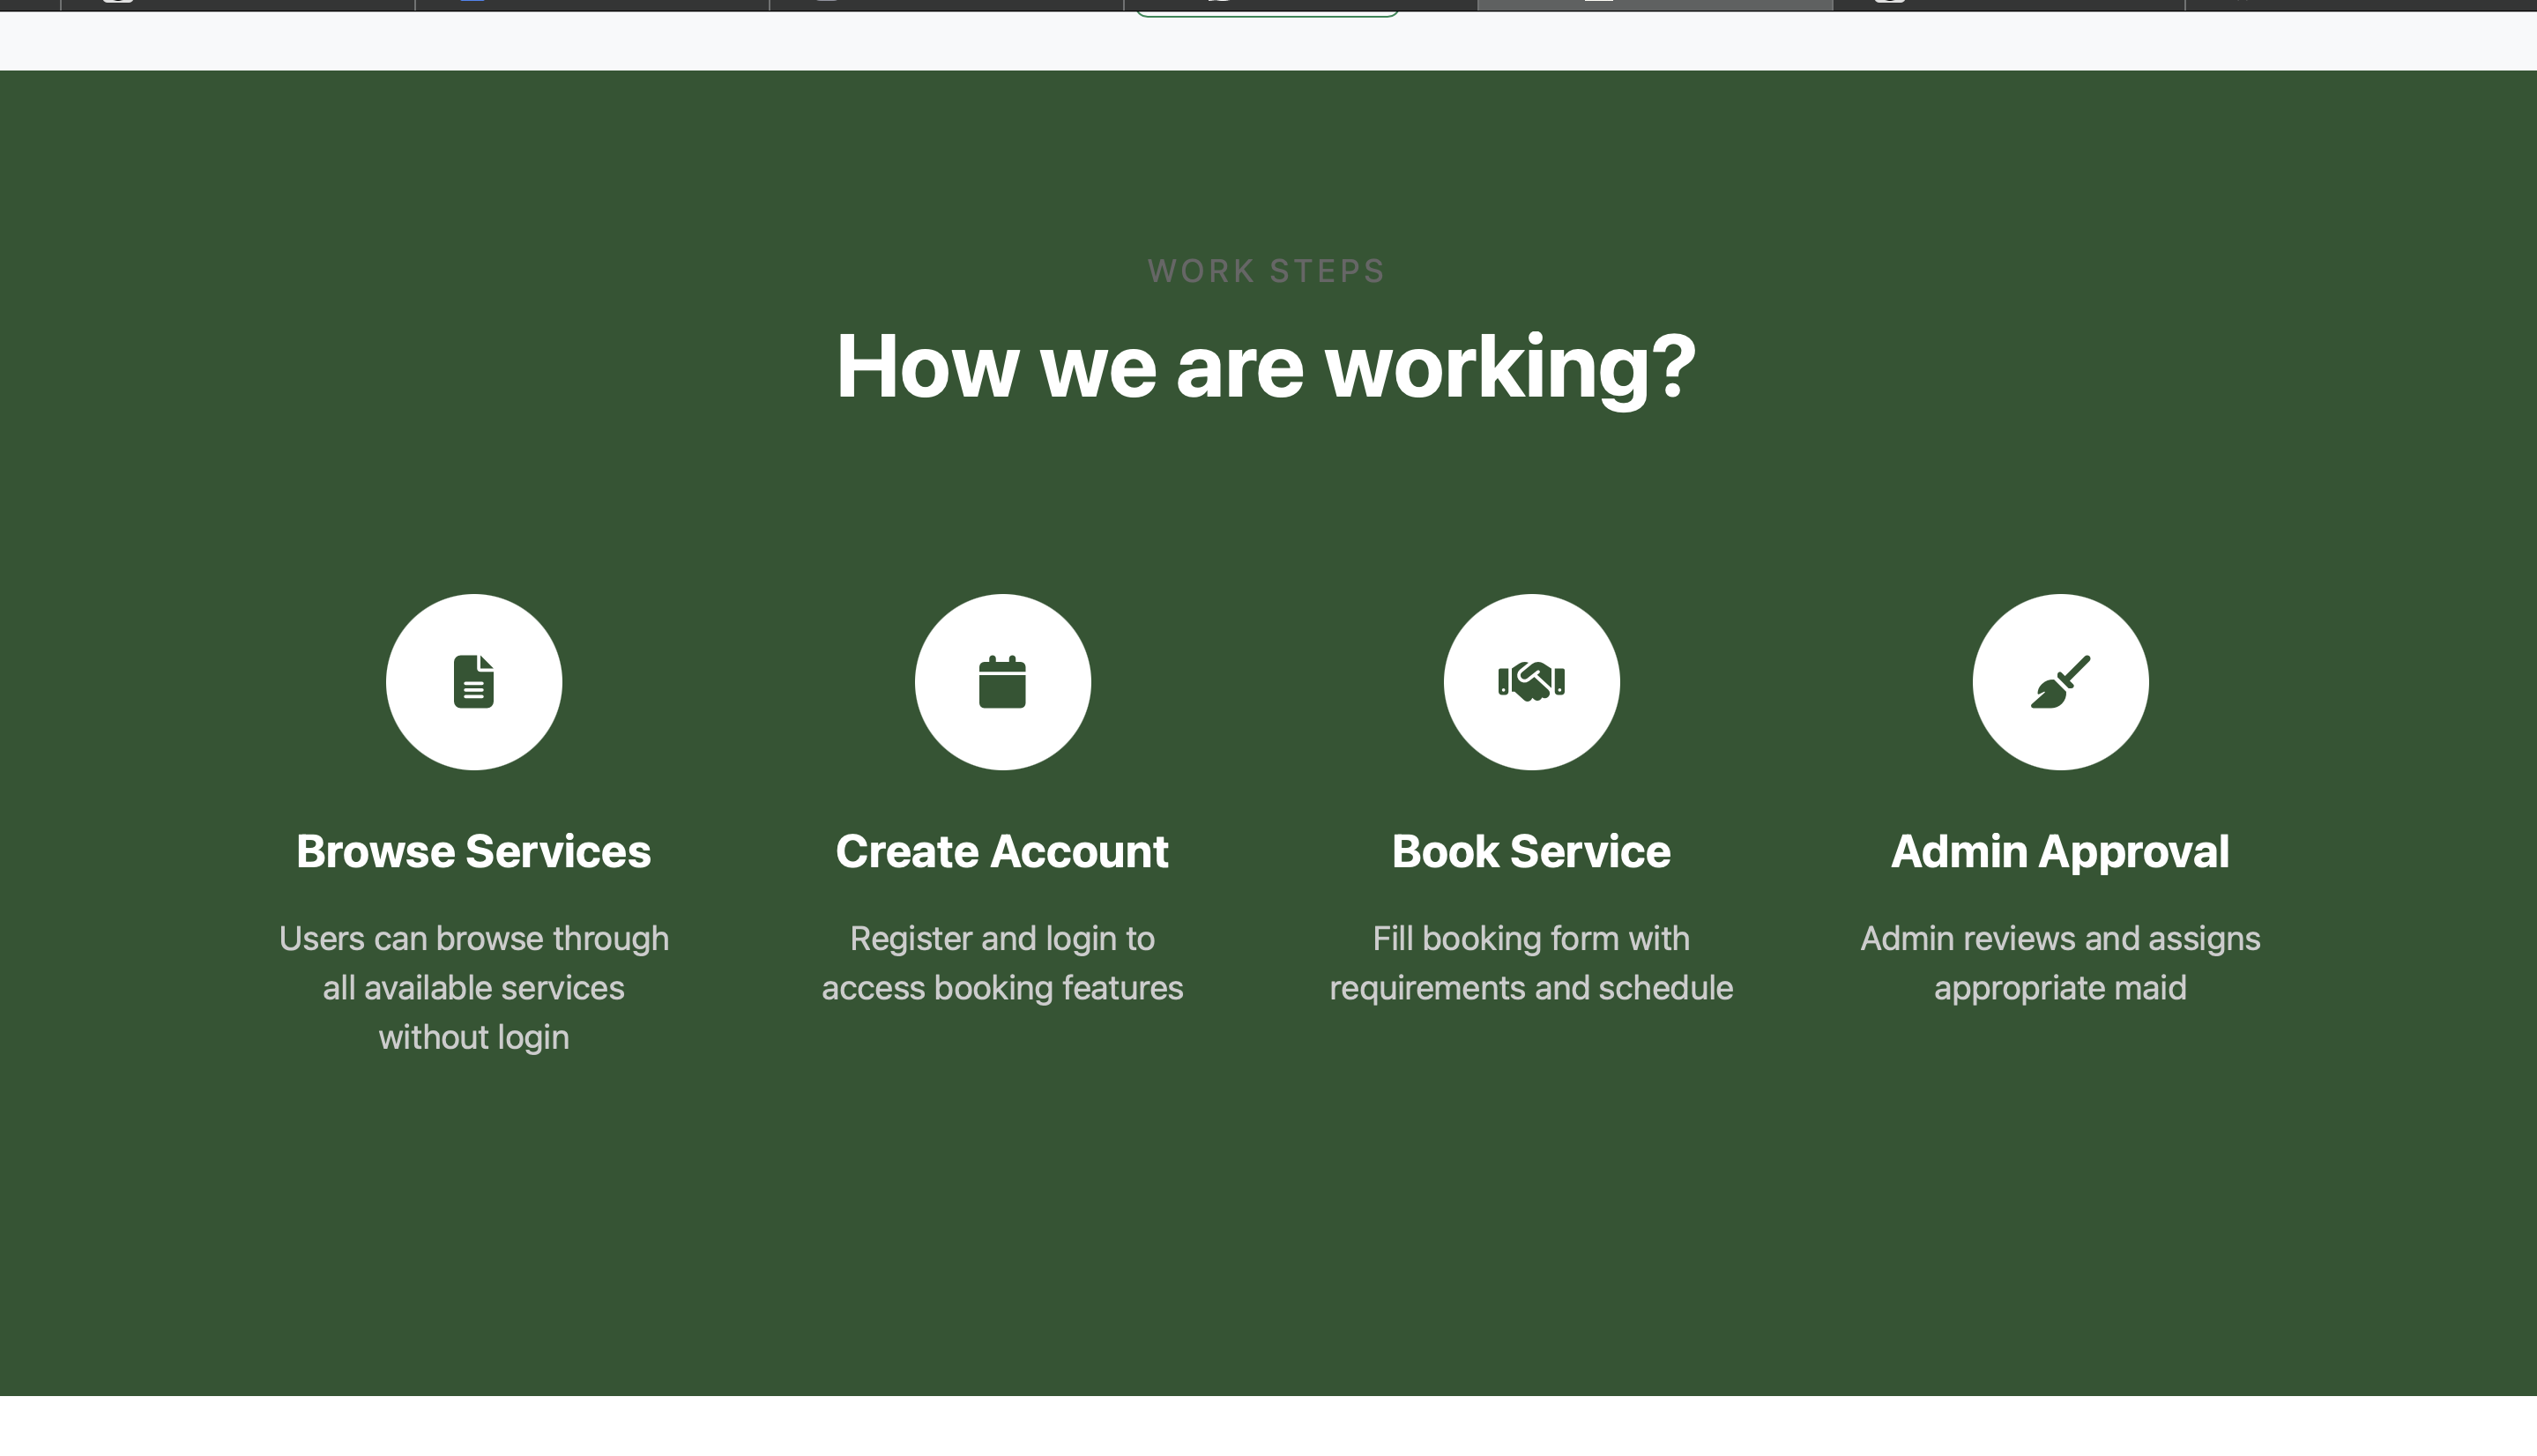 WORK STEPS
How we are working?
Browse Services
Users can browse through
all available services
without login
Create Account
Register and login to
access booking features
Book Service
Fill booking form with
requirements and schedule
Admin Approval
Admin reviews and assigns
appropriate maid